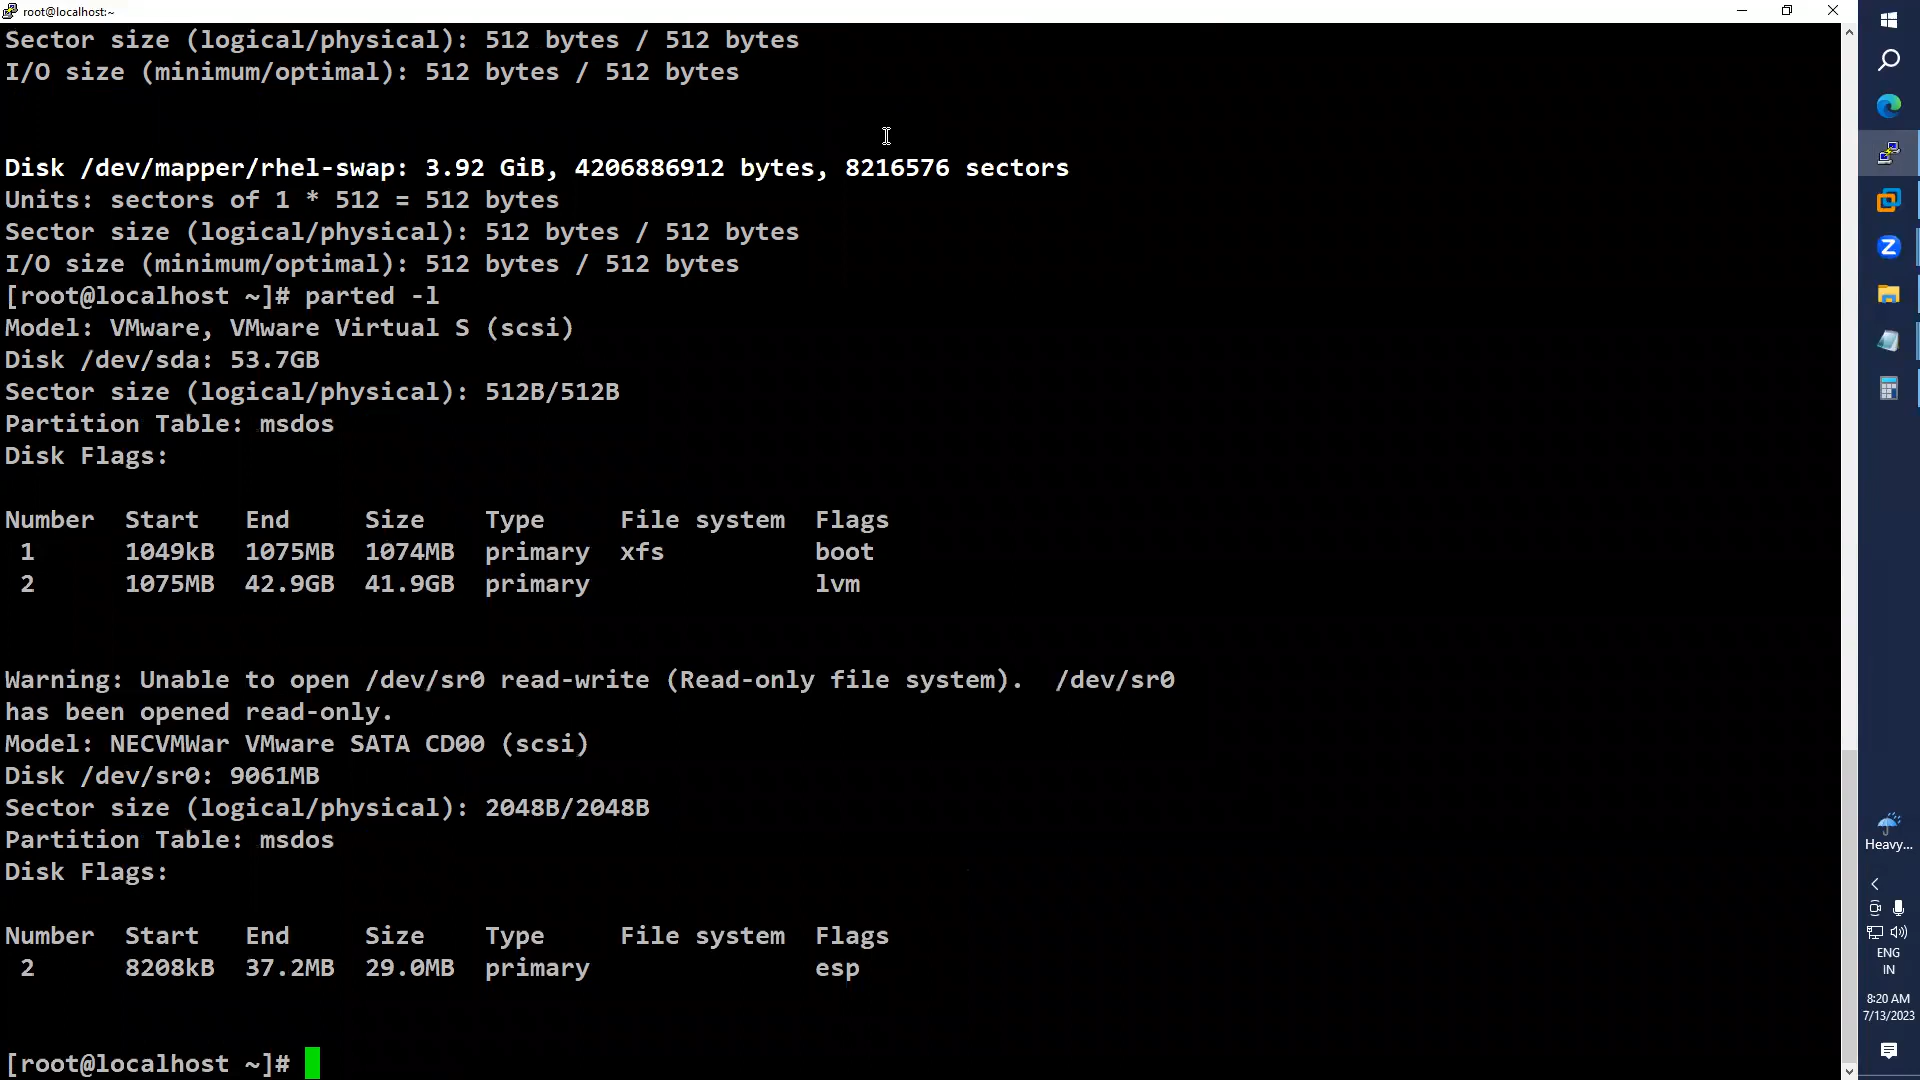 root@localhost:~
Sector size (logical/physical): 512 bytes / 512 bytes
I/O size (minimum/optimal): 512 bytes / 512 bytes
Disk /dev/mapper/rhel-swap: 3.92 GiB, 4206886912 bytes, 8216576 sectors
Units: sectors of 1 * 512 = 512 bytes
Sector size (logical/physical): 512 bytes / 512 bytes
I/O size (minimum/optimal): 512 bytes / 512 bytes
[root@localhost ~]# parted -l
Model: VMware, VMware Virtual S (scsi)
Disk /dev/sda: 53.7GB
Sector size (logical/physical): 512B/512B
Partition Table: msdos
Disk Flags:
Number  Start   End     Size    Type     File system  Flags
 1      1049kB  1075MB  1074MB  primary  xfs          boot
 2      1075MB  42.9GB  41.9GB  primary               lvm
Warning: Unable to open /dev/sr0 read-write (Read-only file system).  /dev/sr0
has been opened read-only.
Model: NECVMWar VMware SATA CD00 (scsi)
Disk /dev/sr0: 9061MB
Sector size (logical/physical): 2048B/2048B
Partition Table: msdos
Disk Flags:
Number  Start   End     Size    Type     File system  Flags
 2      8208kB  37.2MB  29.0MB  primary               esp
[root@localhost ~]#
Z
Heavy...
ENG
IN
8:20 AM
7/13/2023